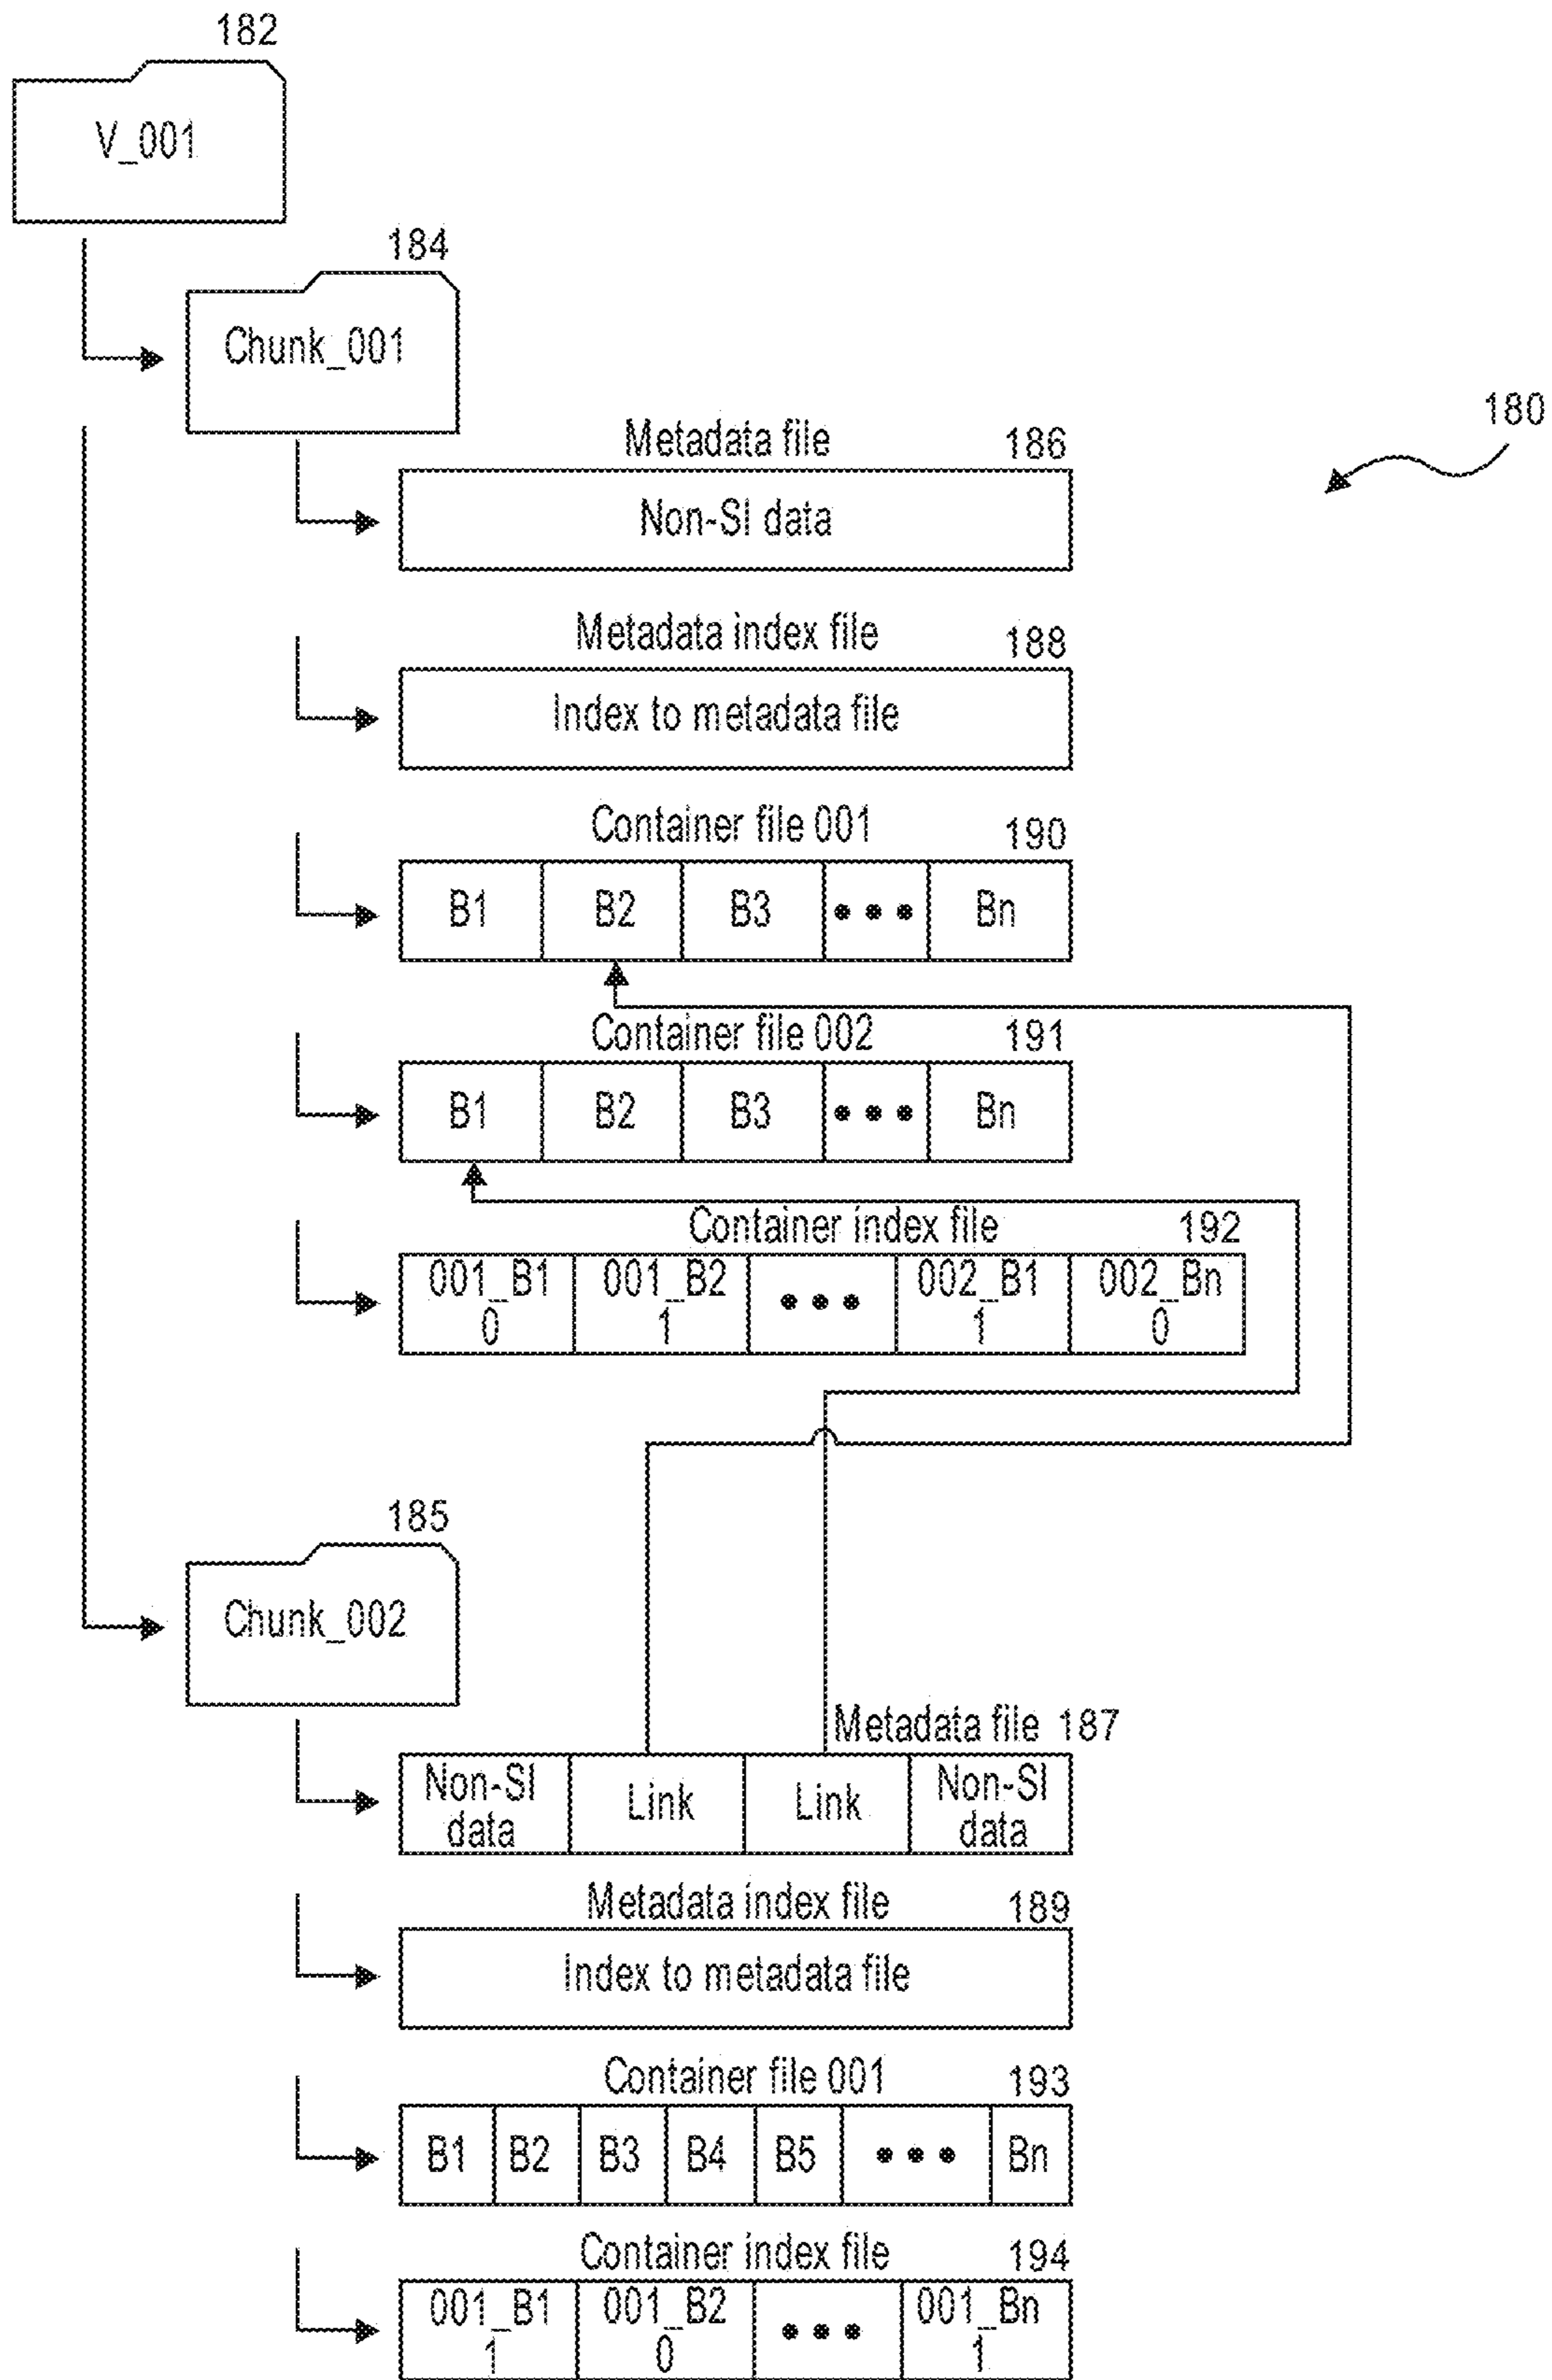 182
V_001
184
Chunk_001
180
Metadata file 186
Non-SI data
Metadata index file 188
Index to metadata file
Container file 001 190
B1 B2 B3 ••• Bn
Container file 002 191
B1 B2 B3 ••• Bn
Container index file 192
001_B1 001_B2 ••• 002_B1 002_Bn
0 1 1 0
185
Chunk_002
Metadata file 187
Non-SI Link Link Non-SI
data data
Metadata index file 189
Index to metadata file
Container file 001 193
B1 B2 B3 B4 B5 ••• Bn
Container index file 194
001_B1 001_B2 ••• 001_Bn
1 0 1